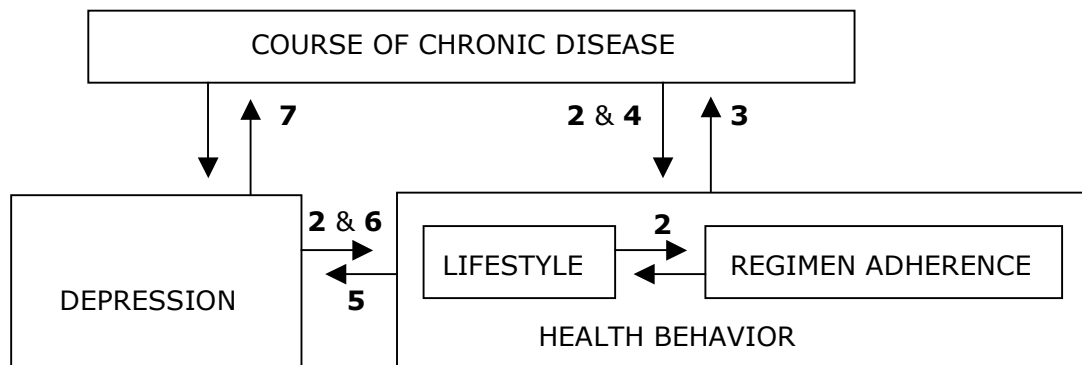 COURSE OF CHRONIC DISEASE
7
2 & 4
3
2 & 6
2
LIFESTYLE
REGIMEN ADHERENCE
5
DEPRESSION
HEALTH BEHAVIOR